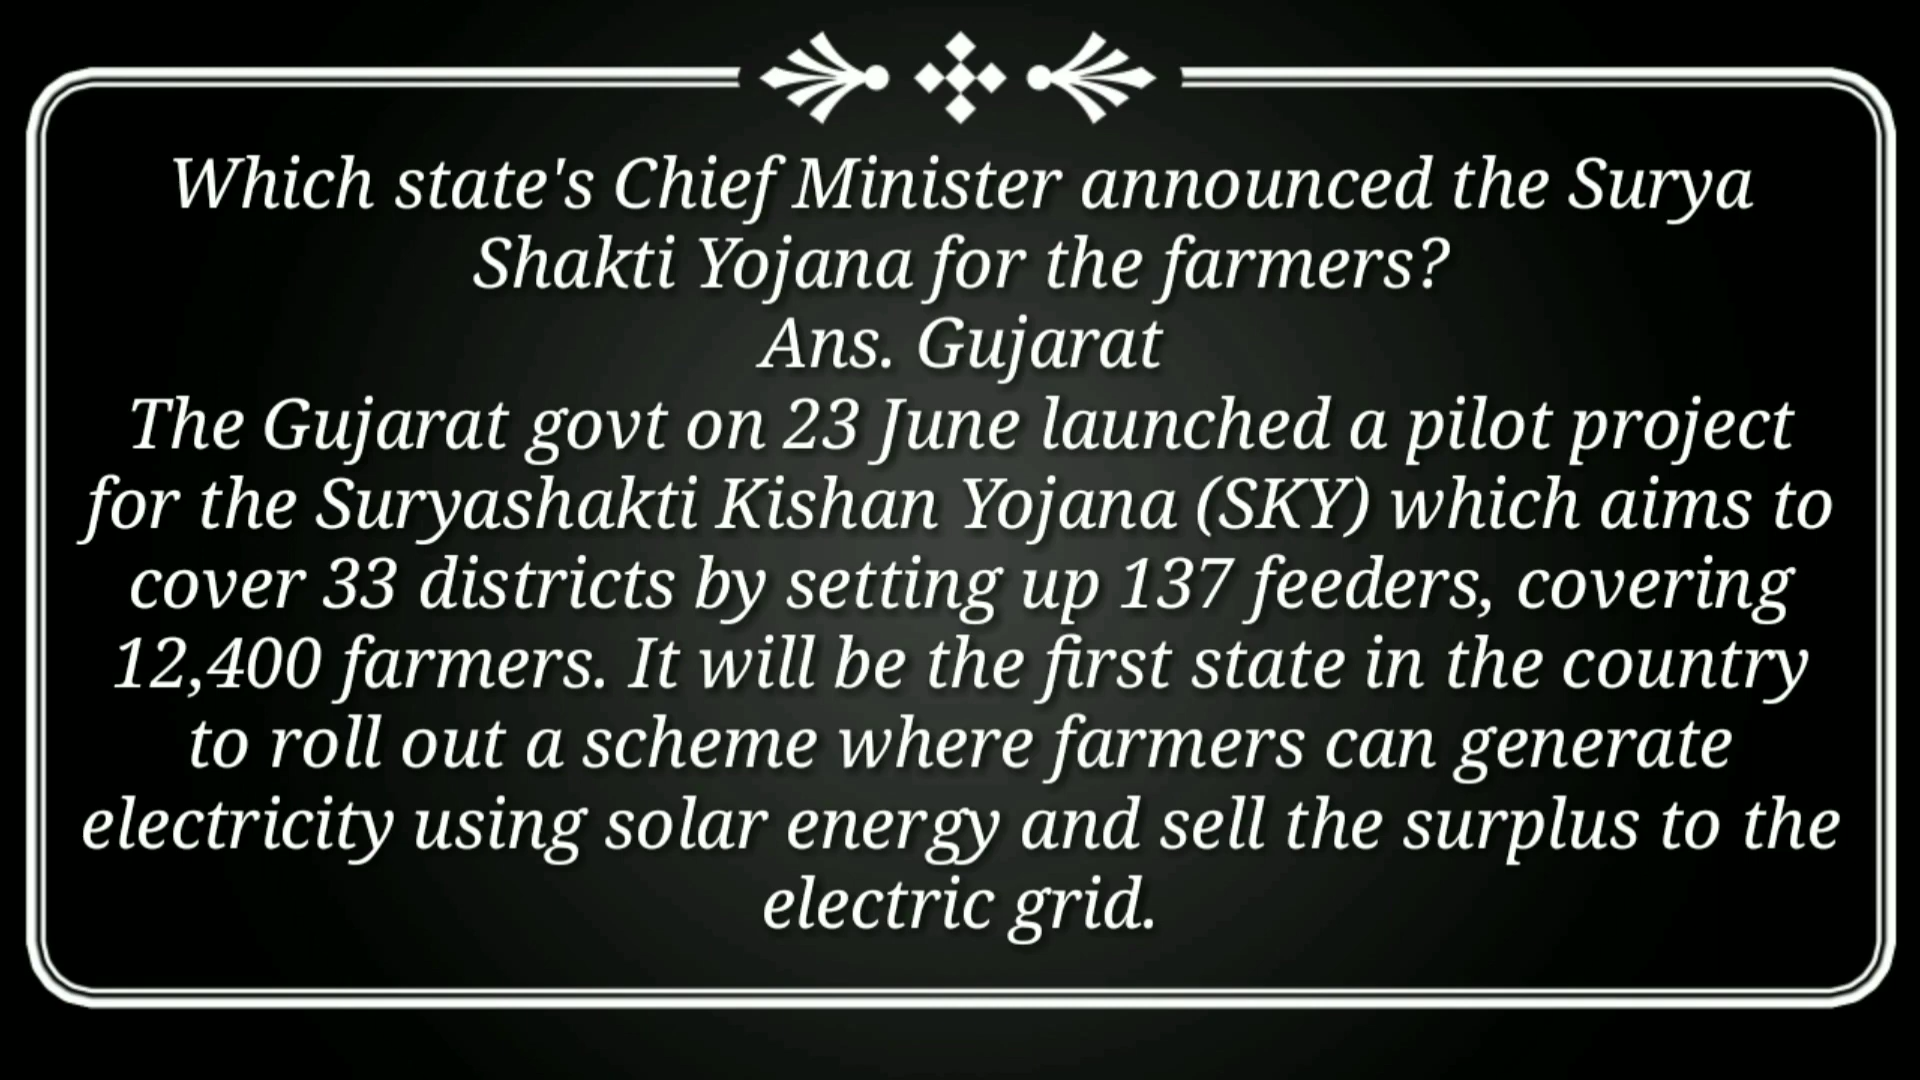 Which state's Chief Minister announced the Surya
Shakti Yojana for the farmers?
Ans. Gujarat
The Gujarat govt on 23 June launched a pilot project
for the Suryashakti Kishan Yojana (SKY) which aims to
cover 33 districts by setting up 137 feeders, covering
12,400 farmers. It will be the first state in the country
to roll out a scheme where farmers can generate
electricity using solar energy and sell the surplus to the
electric grid.